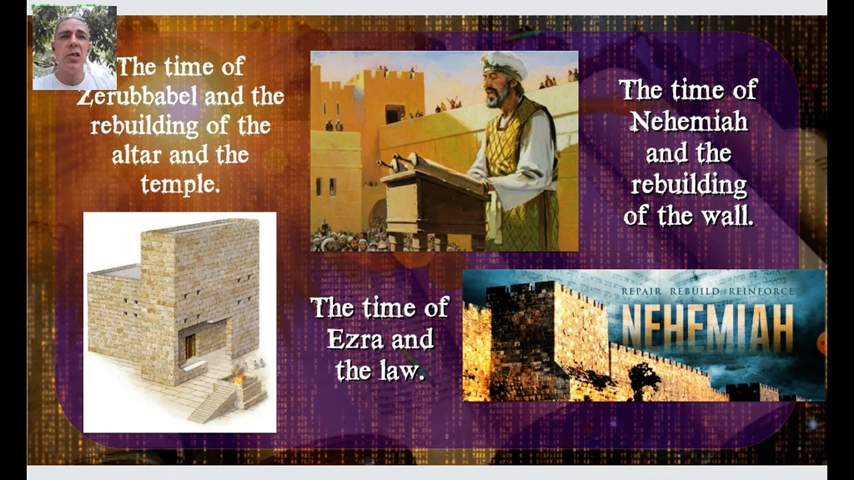 The time of
Zerubbabel and the
rebuilding of the
altar and the
temple.
The time of
Ezra and
the law.
The time of
Nehemiah
and the
rebuilding
of the wall.
REPAIR REBUILD REINFORCE
NEHEMIAH